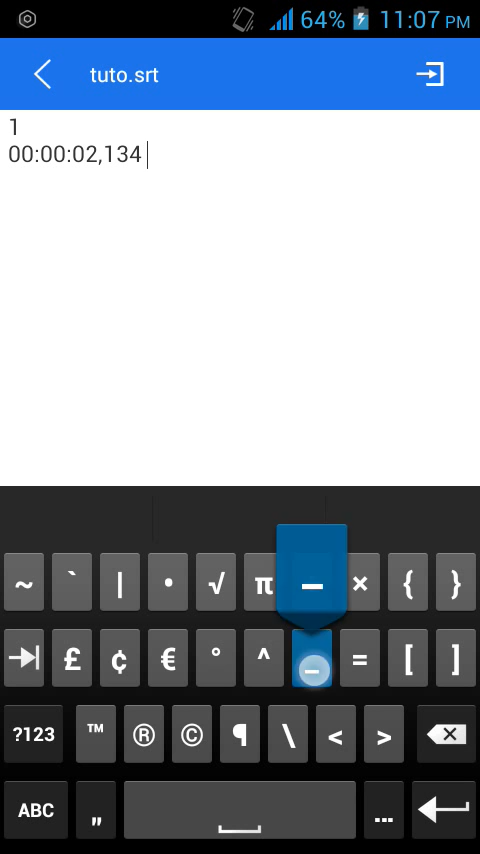 64% 11:07 PM
tuto.srt
1
00:00:02,134
_
~ ` | • √ π × { }
£ ¢ € ° ^ _ = [ ]
?123 ™ ® © ¶ \ < >
ABC „ ...